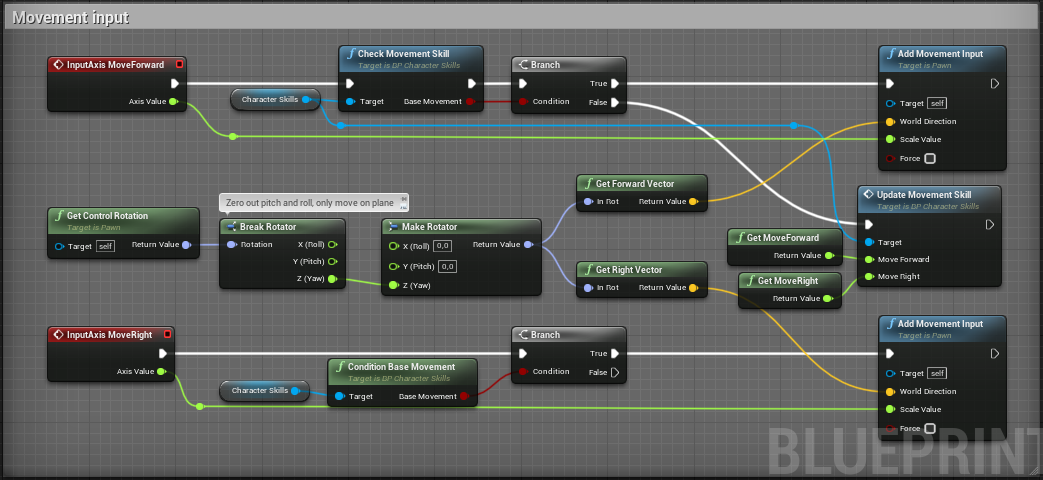 Movement input
InputAxis MoveForward
Axis Value
Character Skills
Check Movement Skill
Target is BP Character Skills
Target
Base Movement
Branch
True
Condition
False
Add Movement Input
Target is Pawn
Target self
World Direction
Scale Value
Force
Get Control Rotation
Target is Pawn
Target self
Return Value
Zero out pitch and roll, only move on plane
Break Rotator
Rotation
X (Roll)
Y (Pitch)
Z (Yaw)
Make Rotator
X (Roll) 0,0
Return Value
Y (Pitch) 0,0
Z (Yaw)
Get Forward Vector
In Rot
Return Value
Get Right Vector
In Rot
Return Value
Get MoveForward
Return Value
Get MoveRight
Return Value
Update Movement Skill
Target is BP Character Skills
Target
Move Forward
Move Right
InputAxis MoveRight
Axis Value
Character Skills
Condition Base Movement
Target is BP Character Skills
Target
Base Movement
Branch
True
Condition
False
Add Movement Input
Target is Pawn
Target self
World Direction
Scale Value
Force
BLUEPRINT